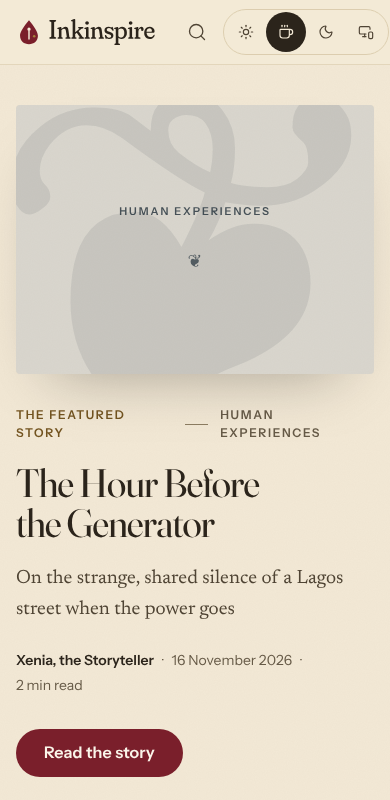 Inkinspire
HUMAN EXPERIENCES
THE FEATURED
STORY
HUMAN
EXPERIENCES
The Hour Before
the Generator
On the strange, shared silence of a Lagos
street when the power goes
Xenia, the Storyteller · 16 November 2026 ·
2 min read
Read the story